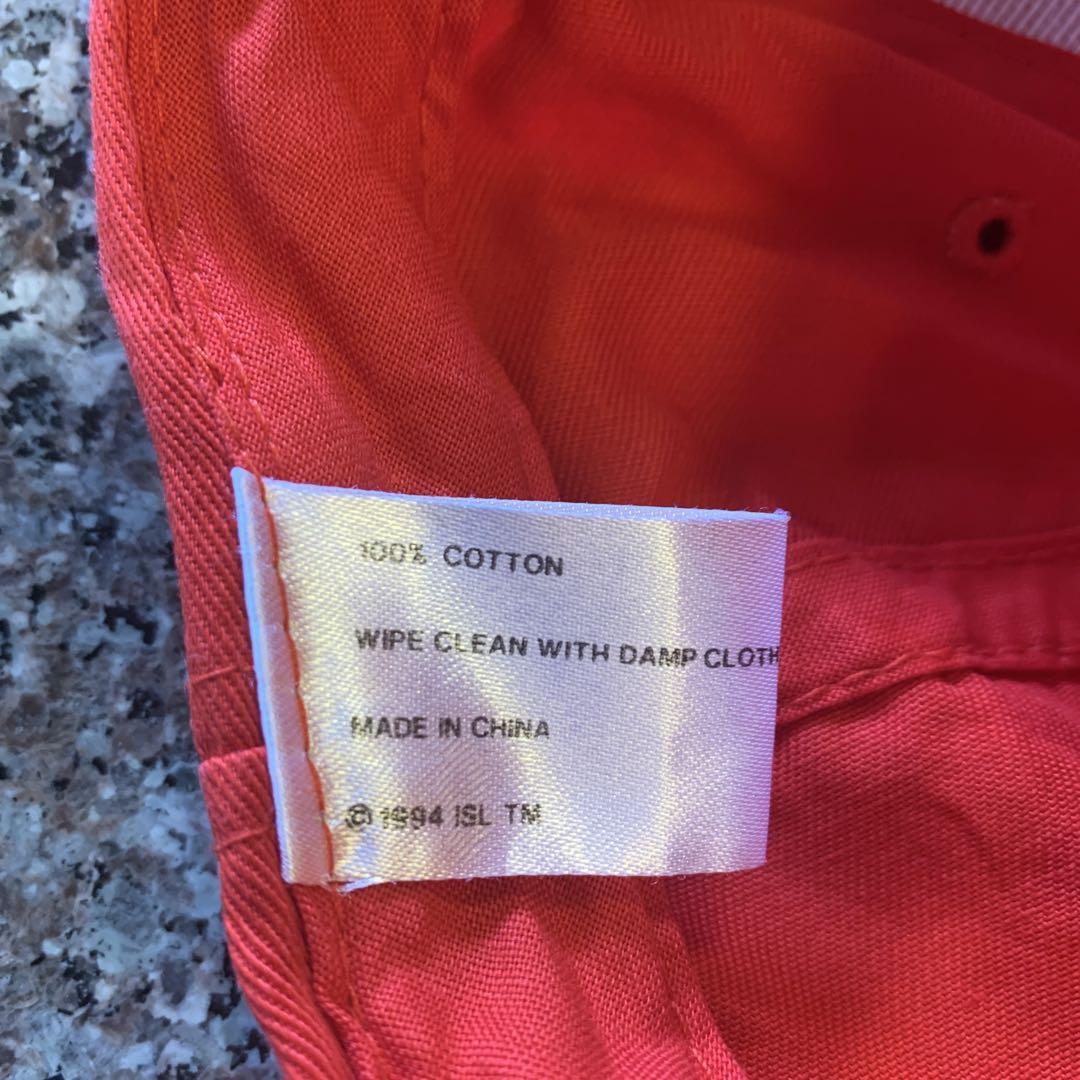 100% COTTON
WIPE CLEAN WITH DAMP CLOTH
MADE IN CHINA
© 1994 ISL TM